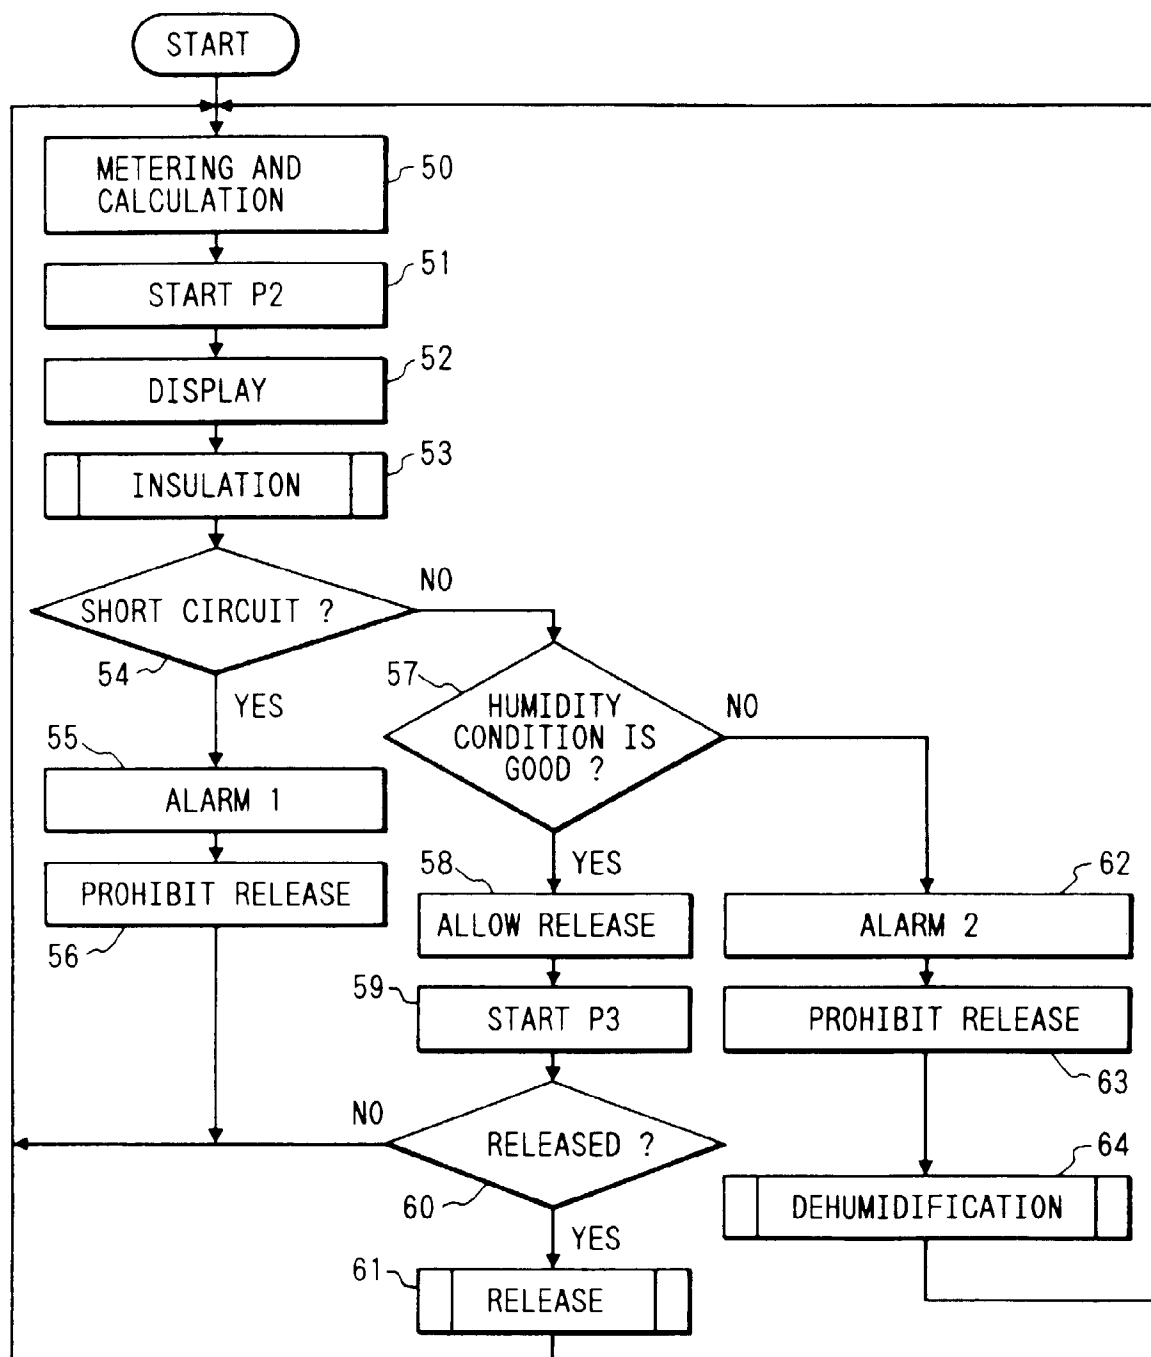 START
METERING AND
CALCULATION
50
START P2
51
DISPLAY
52
INSULATION
53
SHORT CIRCUIT ?
54
NO
YES
55
ALARM 1
PROHIBIT RELEASE
56
57
HUMIDITY
CONDITION IS
GOOD ?
NO
YES
58
ALLOW RELEASE
59
START P3
RELEASED ?
60
NO
YES
61
RELEASE
62
ALARM 2
PROHIBIT RELEASE
63
64
DEHUMIDIFICATION